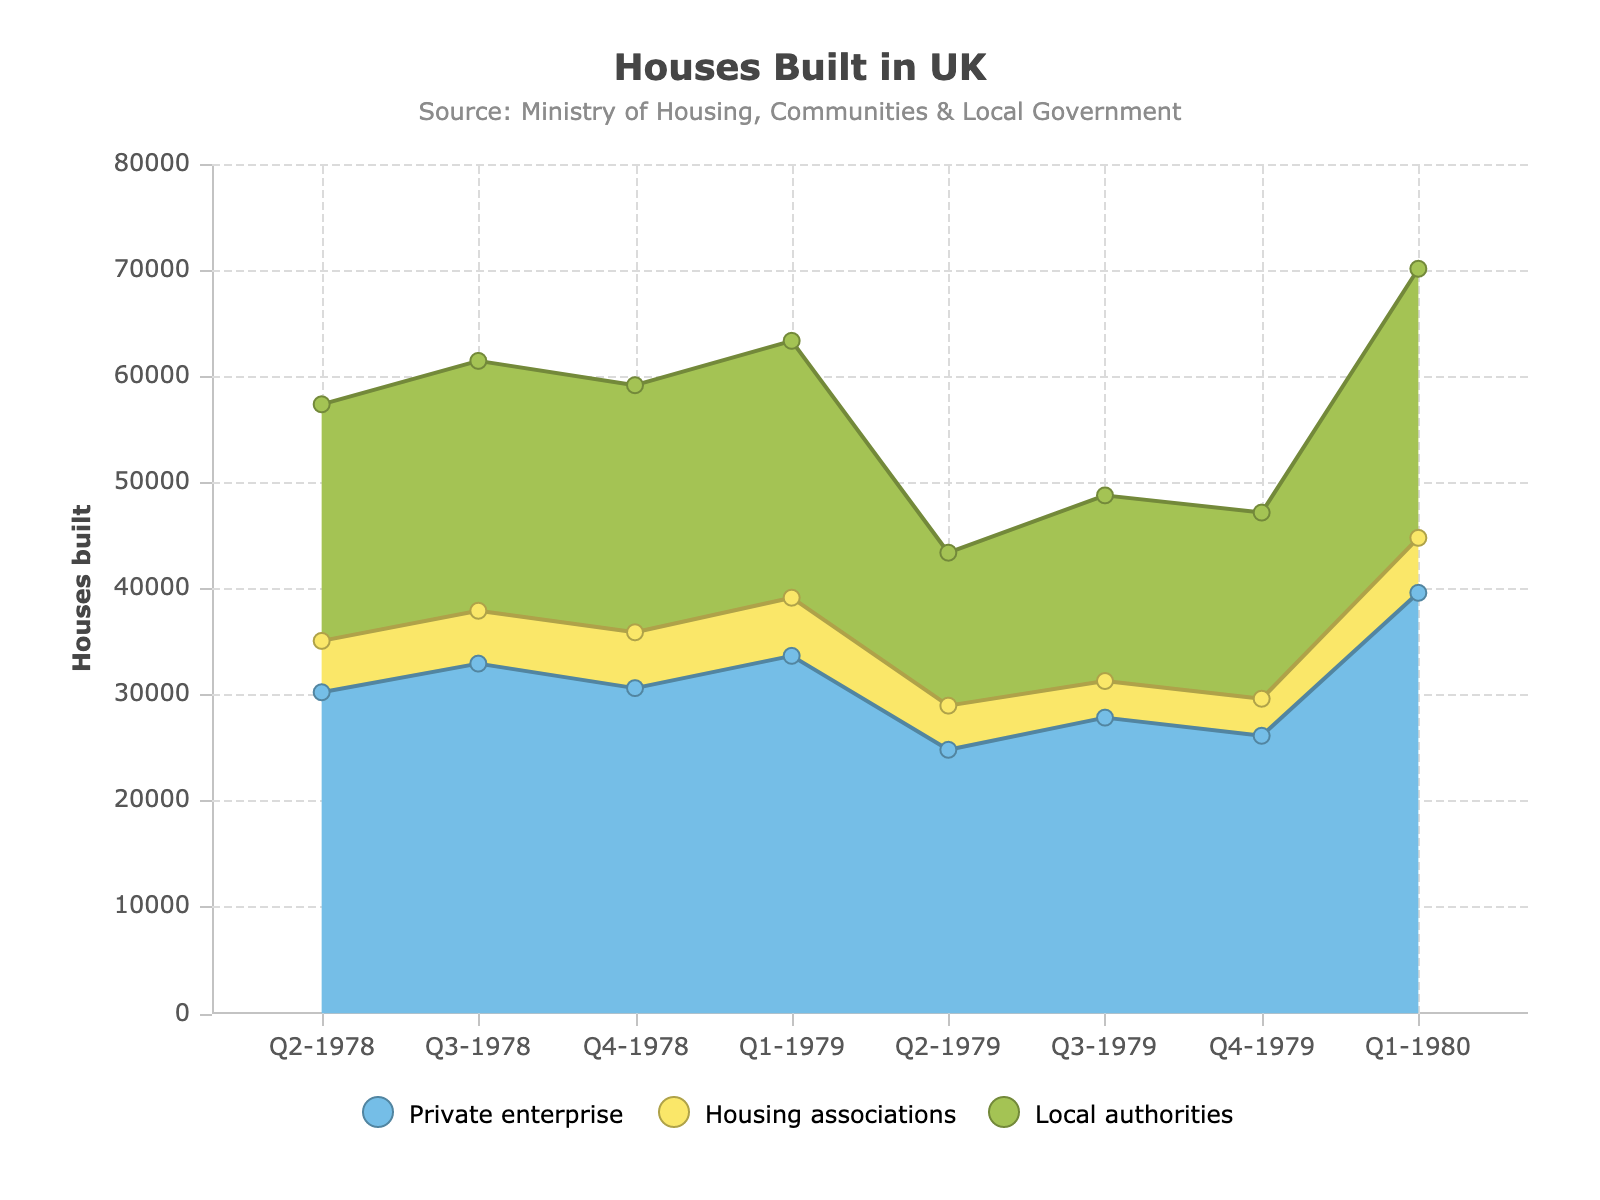 Houses Built in UK
Source: Ministry of Housing, Communities & Local Government
80000
70000
60000
50000
40000
30000
20000
10000
0
Houses built
Q2-1978 Q3-1978 Q4-1978 Q1-1979 Q2-1979 Q3-1979 Q4-1979 Q1-1980
Private enterprise Housing associations Local authorities